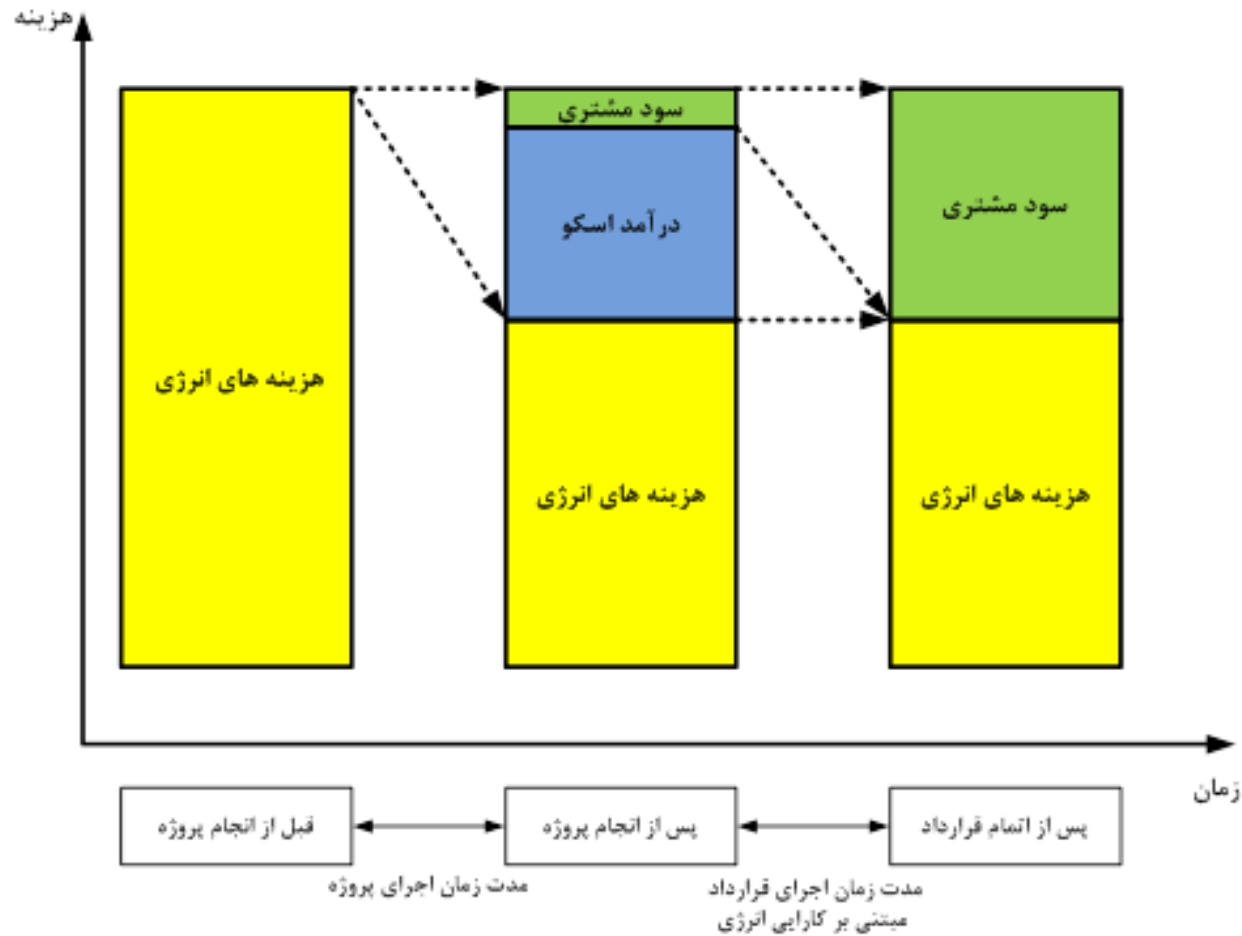 هزینه
سود مشتری
درآمد اسکو
سود مشتری
هزینه های انرژی
هزینه های انرژی
هزینه های انرژی
زمان
قبل از انجام پروژه
پس از انجام پروژه
پس از اتمام قرارداد
مدت زمان اجرای پروژه
مدت زمان اجرای قرارداد
مبتنی بر کارایی انرژی